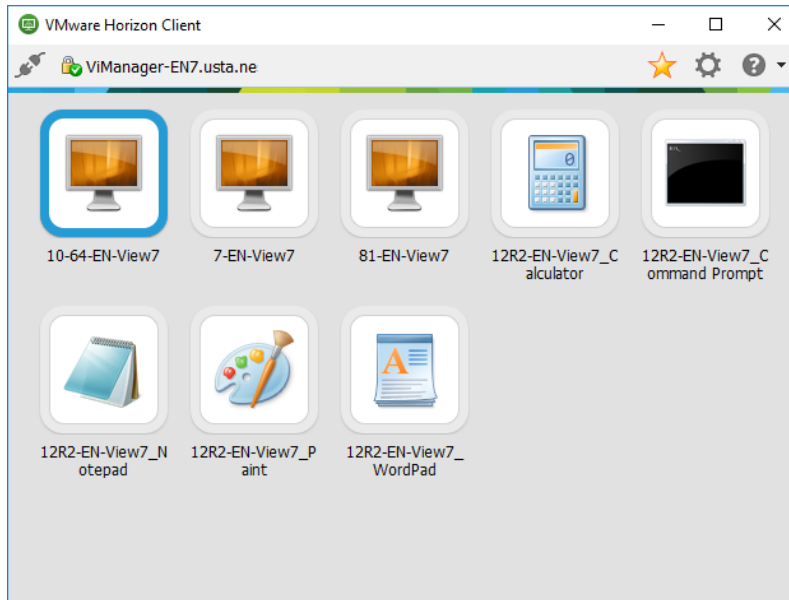 VMware Horizon Client
ViManager-EN7.usta.ne
10-64-EN-View7
7-EN-View7
81-EN-View7
12R2-EN-View7_C
alculator
12R2-EN-View7_C
ommand Prompt
12R2-EN-View7_N
otepad
12R2-EN-View7_P
aint
12R2-EN-View7_
WordPad